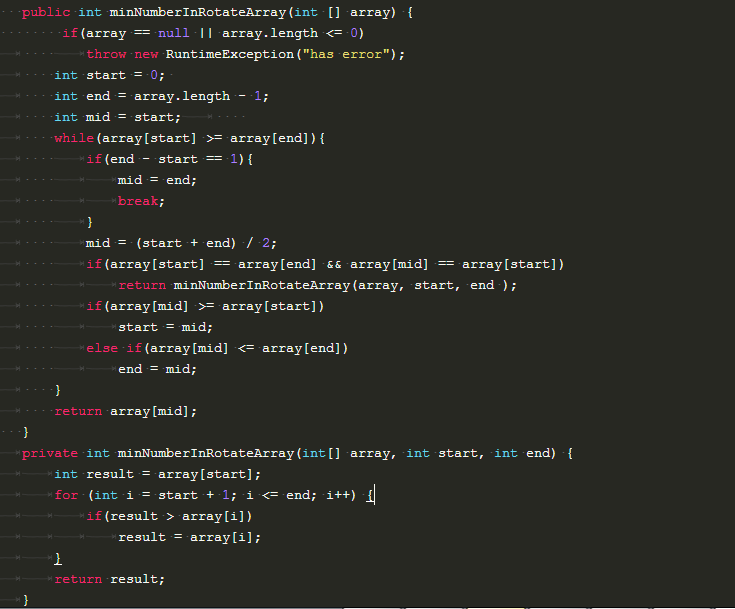 public int minNumberInRotateArray(int [] array) {
if(array == null || array.length <= 0)
throw new RuntimeException("has error");
int start = 0;
int end = array.length - 1;
int mid = start;
while(array[start] >= array[end]){
if(end - start == 1){
mid = end;
break;
}
mid = (start + end) / 2;
if(array[start] == array[end] && array[mid] == array[start])
return minNumberInRotateArray(array, start, end );
if(array[mid] >= array[start])
start = mid;
else if(array[mid] <= array[end])
end = mid;
}
return array[mid];
}
private int minNumberInRotateArray(int[] array, int start, int end) {
int result = array[start];
for (int i = start + 1; i <= end; i++) {
if(result > array[i])
result = array[i];
}
return result;
}